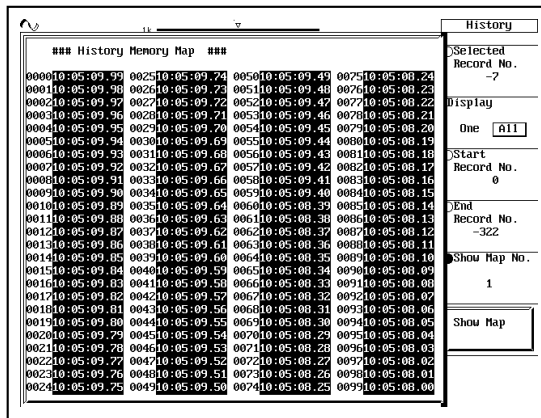 1k
### History Memory Map ###
0000 10:05:09.99 0025 10:05:09.74 0050 10:05:09.49 0075 10:05:08.24
0001 10:05:09.98 0026 10:05:09.73 0051 10:05:09.48 0076 10:05:08.23
0002 10:05:09.97 0027 10:05:09.72 0052 10:05:09.47 0077 10:05:08.22
0003 10:05:09.96 0028 10:05:09.71 0053 10:05:09.46 0078 10:05:08.21
0004 10:05:09.95 0029 10:05:09.70 0054 10:05:09.45 0079 10:05:08.20
0005 10:05:09.94 0030 10:05:09.69 0055 10:05:09.44 0080 10:05:08.19
0006 10:05:09.93 0031 10:05:09.68 0056 10:05:09.43 0081 10:05:08.18
0007 10:05:09.92 0032 10:05:09.67 0057 10:05:09.42 0082 10:05:08.17
0008 10:05:09.91 0033 10:05:09.66 0058 10:05:09.41 0083 10:05:08.16
0009 10:05:09.90 0034 10:05:09.65 0059 10:05:09.40 0084 10:05:08.15
0010 10:05:09.89 0035 10:05:09.64 0060 10:05:08.39 0085 10:05:08.14
0011 10:05:09.88 0036 10:05:09.63 0061 10:05:08.38 0086 10:05:08.13
0012 10:05:09.87 0037 10:05:09.62 0062 10:05:08.37 0087 10:05:08.12
0013 10:05:09.86 0038 10:05:09.61 0063 10:05:08.36 0088 10:05:08.11
0014 10:05:09.85 0039 10:05:09.60 0064 10:05:08.35 0089 10:05:08.10
0015 10:05:09.84 0040 10:05:09.59 0065 10:05:08.34 0090 10:05:08.09
0016 10:05:09.83 0041 10:05:09.58 0066 10:05:08.33 0091 10:05:08.08
0017 10:05:09.82 0042 10:05:09.57 0067 10:05:08.32 0092 10:05:08.07
0018 10:05:09.81 0043 10:05:09.56 0068 10:05:08.31 0093 10:05:08.06
0019 10:05:09.80 0044 10:05:09.55 0069 10:05:08.30 0094 10:05:08.05
0020 10:05:09.79 0045 10:05:09.54 0070 10:05:08.29 0095 10:05:08.04
0021 10:05:09.78 0046 10:05:09.53 0071 10:05:08.28 0096 10:05:08.03
0022 10:05:09.77 0047 10:05:09.52 0072 10:05:08.27 0097 10:05:08.02
0023 10:05:09.76 0048 10:05:09.51 0073 10:05:08.26 0098 10:05:08.01
0024 10:05:09.75 0049 10:05:09.50 0074 10:05:08.25 0099 10:05:08.00
History
Selected
Record No.
-7
Display
One All
Start
Record No.
0
End
Record No.
-322
Show Map No.
1
Show Map